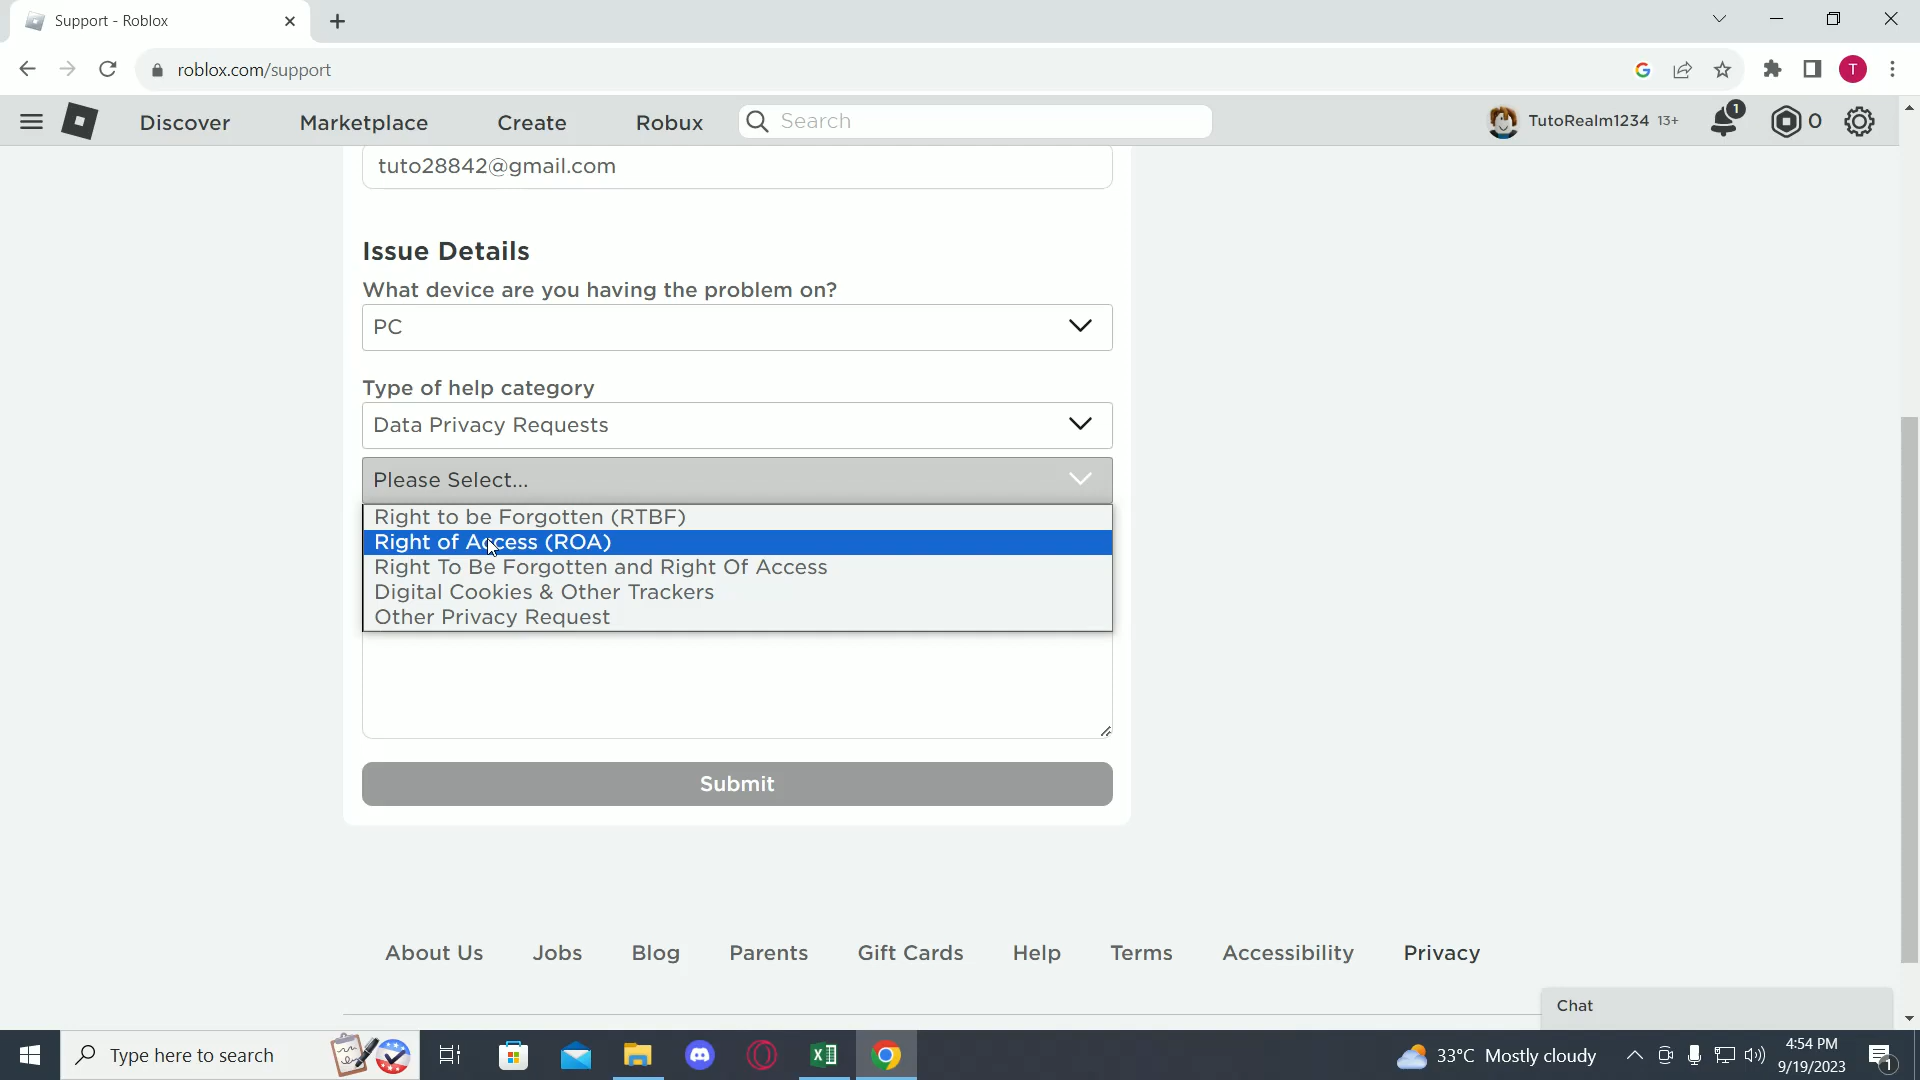 Support - Roblox
roblox.com/support
T
Discover
Marketplace
Create
Robux
Search
TutoRealm1234 13+
1
0
tuto28842@gmail.com
Issue Details
What device are you having the problem on?
PC
Type of help category
Data Privacy Requests
Please Select...
Right to be Forgotten (RTBF)
Right of Access (ROA)
Right To Be Forgotten and Right Of Access
Digital Cookies & Other Trackers
Other Privacy Request
Submit
About Us
Jobs
Blog
Parents
Gift Cards
Help
Terms
Accessibility
Privacy
Chat
Type here to search
33°C Mostly cloudy
4:54 PM
9/19/2023
1